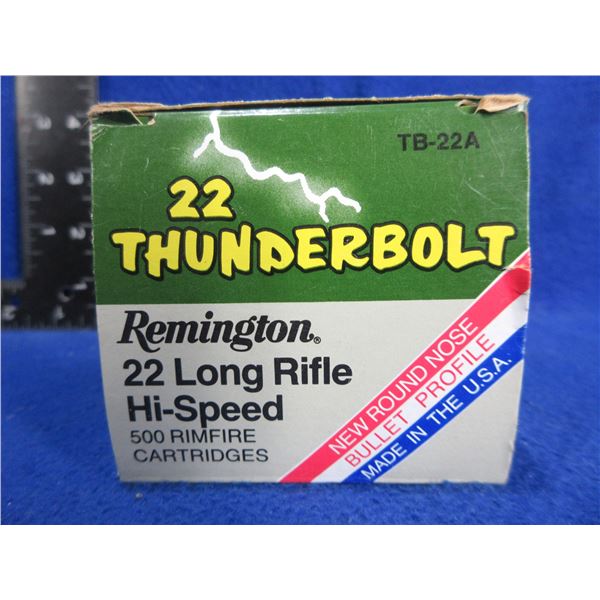 TB-22A
22
THUNDERBOLT
Remington®
22 Long Rifle
Hi-Speed
500 RIMFIRE
CARTRIDGES
NEW ROUND NOSE
BULLET PROFILE
MADE IN THE U.S.A.